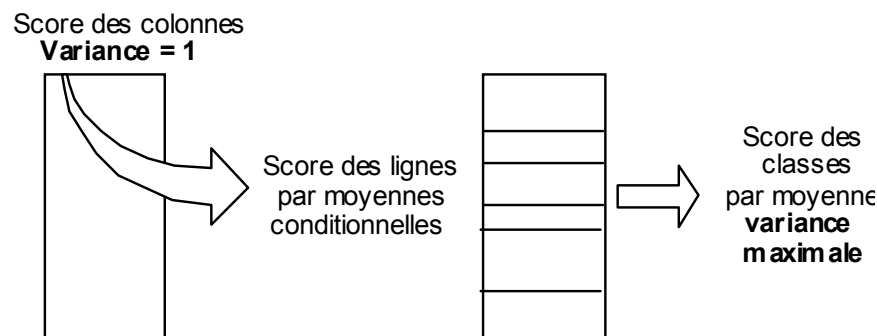 Score des colonnes
Variance = 1
Score des lignes
par moyennes
conditionnelles
Score des
classes
par moyenne
variance
maximale